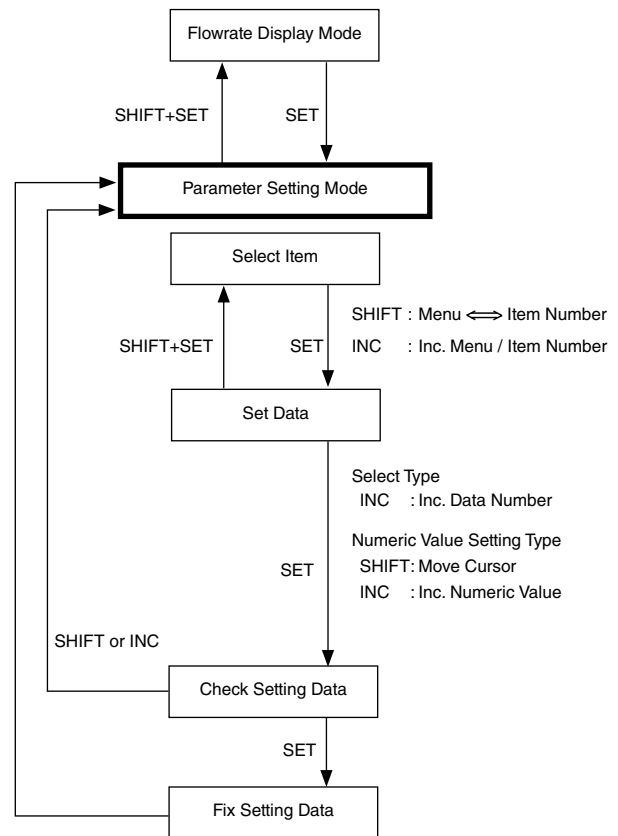 Flowrate Display Mode
SHIFT+SET
SET
Parameter Setting Mode
Select Item
SHIFT : Menu ⟺ Item Number
SHIFT+SET
SET
INC : Inc. Menu / Item Number
Set Data
Select Type
INC : Inc. Data Number
Numeric Value Setting Type
SHIFT: Move Cursor
SET
INC : Inc. Numeric Value
SHIFT or INC
Check Setting Data
SET
Fix Setting Data